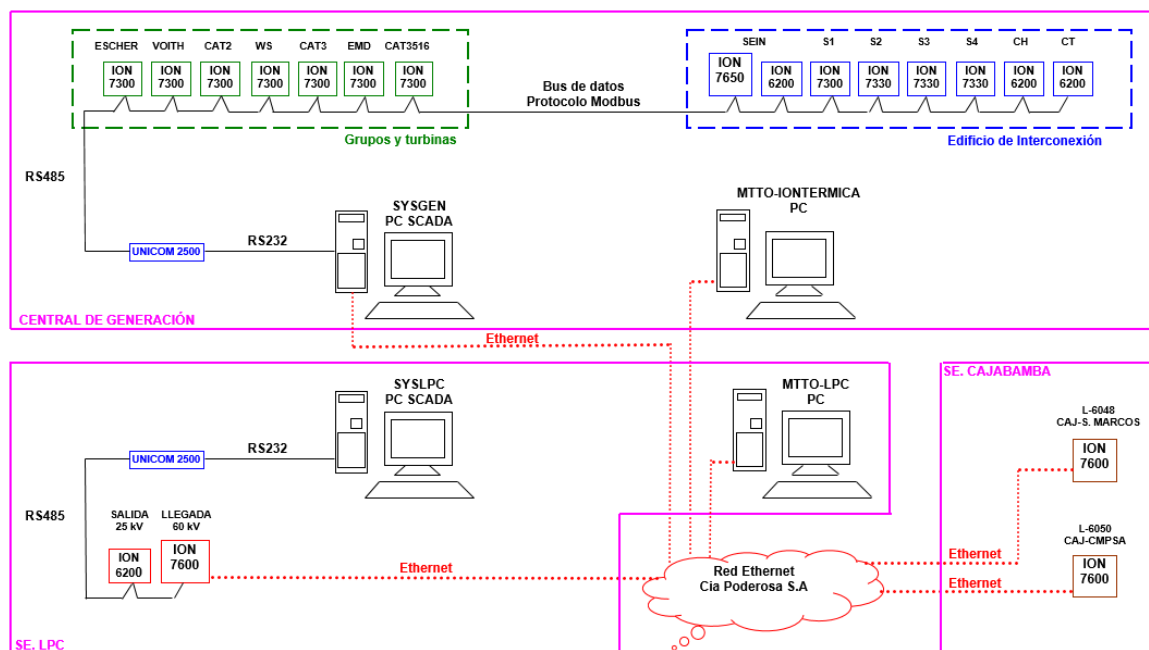 ESCHER VOITH CAT2 WS CAT3 EMD CAT3516
ION 7300
ION 7300
ION 7300
ION 7300
ION 7300
ION 7300
ION 7300
Grupos y turbinas
Bus de datos
Protocolo Modbus
SEIN S1 S2 S3 S4 CH CT
ION 7650
ION 6200
ION 7300
ION 7330
ION 7330
ION 7330
ION 6200
ION 6200
Edificio de Interconexión
RS485
UNICOM 2500
RS232
SYSGEN
PC SCADA
MTTO-IONTERMICA
PC
CENTRAL DE GENERACIÓN
Ethernet
SYSLPC
PC SCADA
MTTO-LPC
PC
SE. CAJABAMBA
UNICOM 2500
RS232
RS485
SALIDA
25 kV
LLEGADA
60 kV
ION
6200
ION
7600
Ethernet
Red Ethernet
Cia Poderosa S.A
L-6048
CAJ-S. MARCOS
ION
7600
Ethernet
L-6050
CAJ-CMPSA
ION
7600
Ethernet
SE. LPC